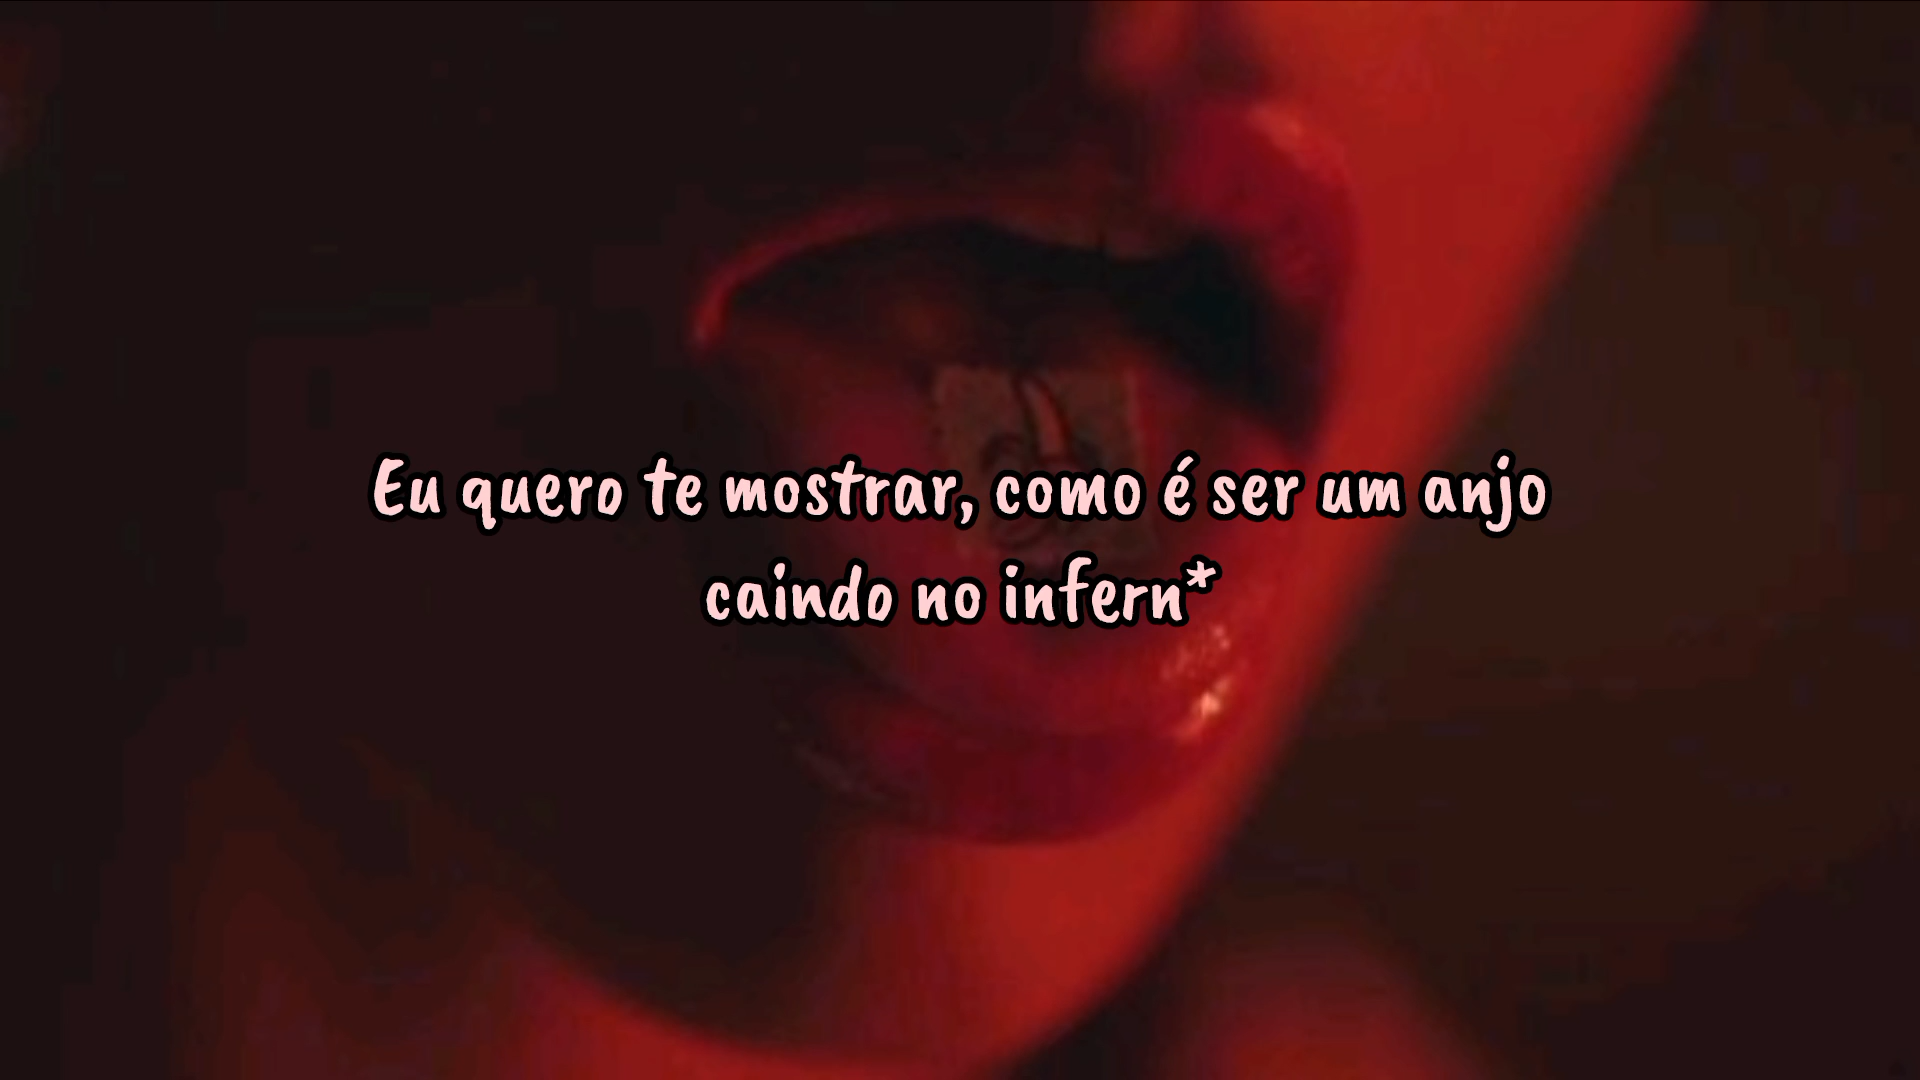 Eu quero te mostrar, como é ser um anjo
caindo no infern*